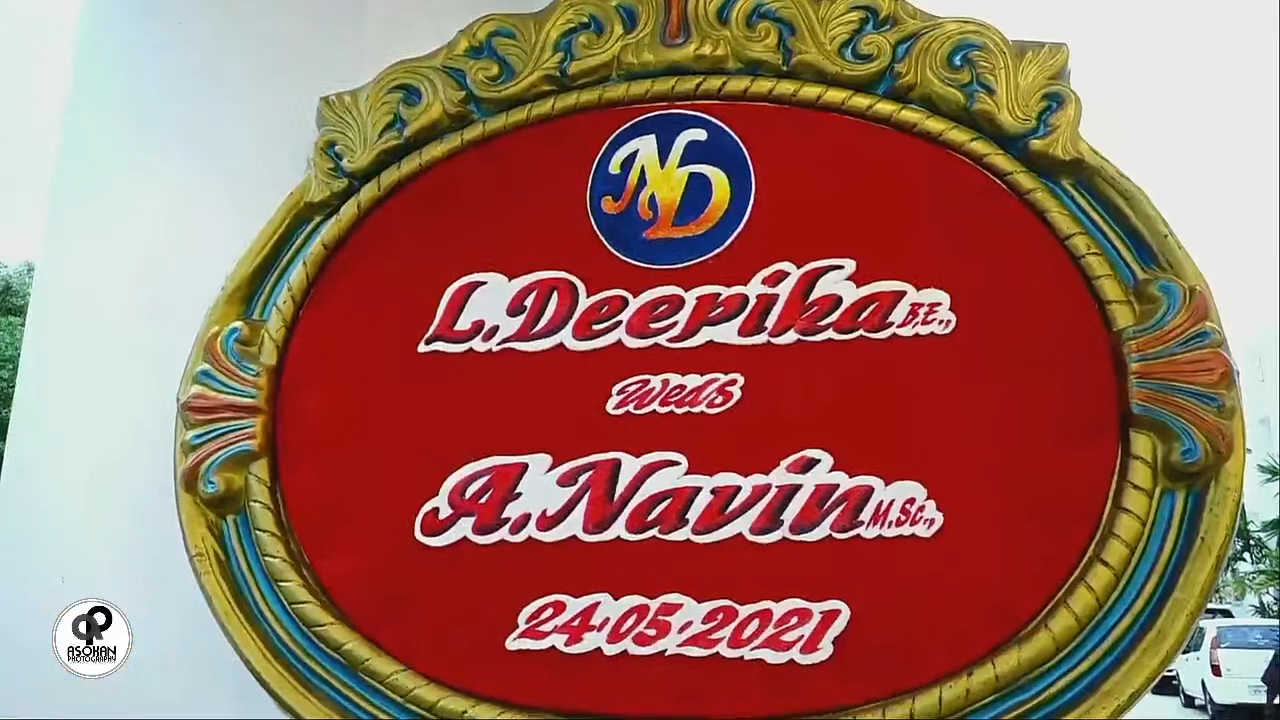 ND
L.Deepika B.E.,
Weds
A.Navin M.Sc.,
24.05.2021
ASOKAN
PHOTOGRAPHY